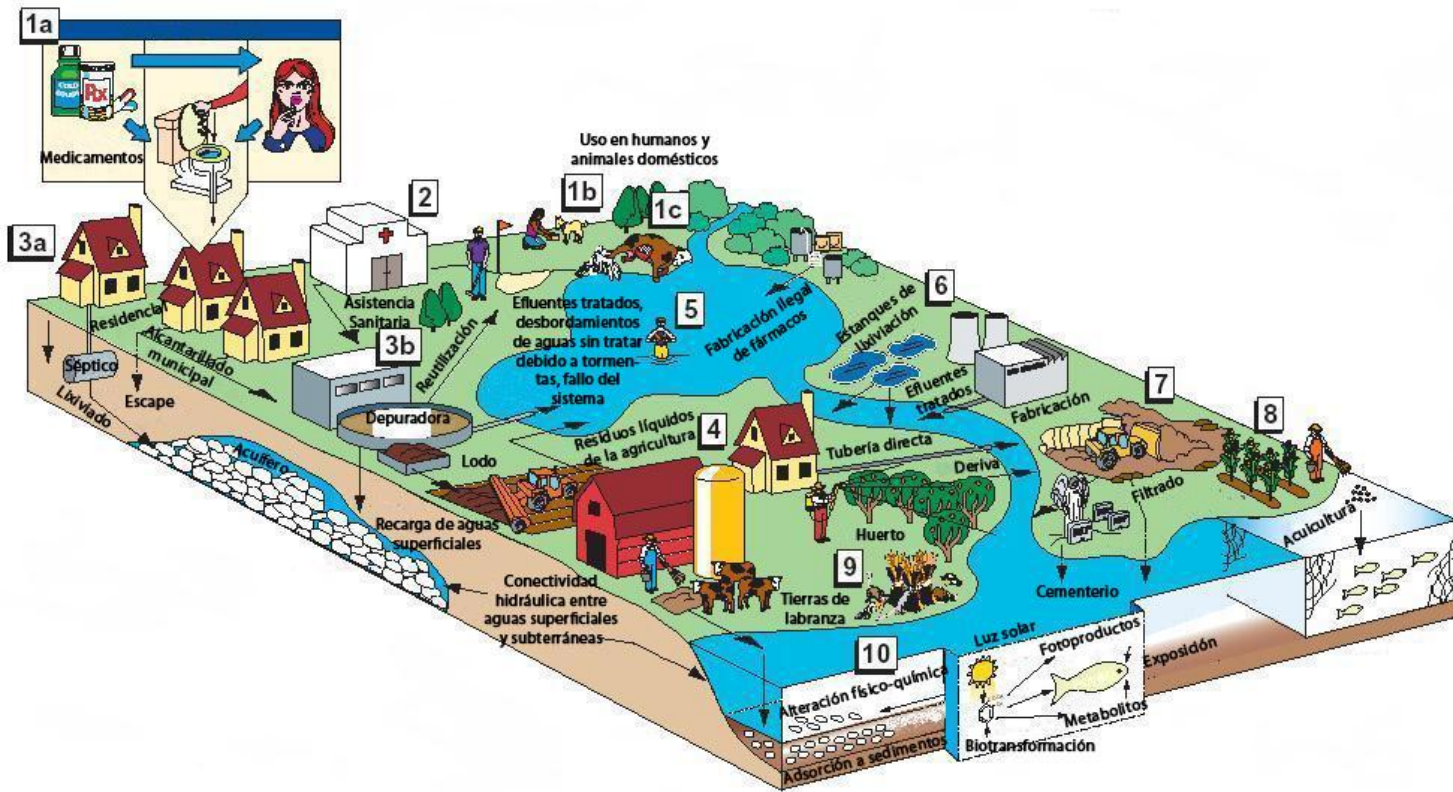 1a
Rx
Medicamentos
Uso en humanos y
animales domésticos
1b
1c
2
3a
Residencial
Alcantarillado
municipal
Séptico
Lixiviado
Escape
Asistencia
Sanitaria
3b
Depuradora
Reutilización
Efluentes tratados,
desbordamientos
de aguas sin tratar
debido a tormen-
tas, fallo del
sistema
5
Fabricación ilegal
de fármacos
Estanques de
lixiviación
6
Efluentes
tratados
Fabricación
7
8
Residuos líquidos
de la agricultura
4
Lodo
Tubería directa
Deriva
Filtrado
Acuífero
Recarga de aguas
superficiales
Huerto
Acuicultura
9
Tierras de
labranza
Cementerio
Conectividad
hidráulica entre
aguas superficiales
y subterráneas
10
Luz solar
Fotoproductos
Exposición
Alteración físico-química
Metabolitos
Biotransformación
Adsorción a sedimentos